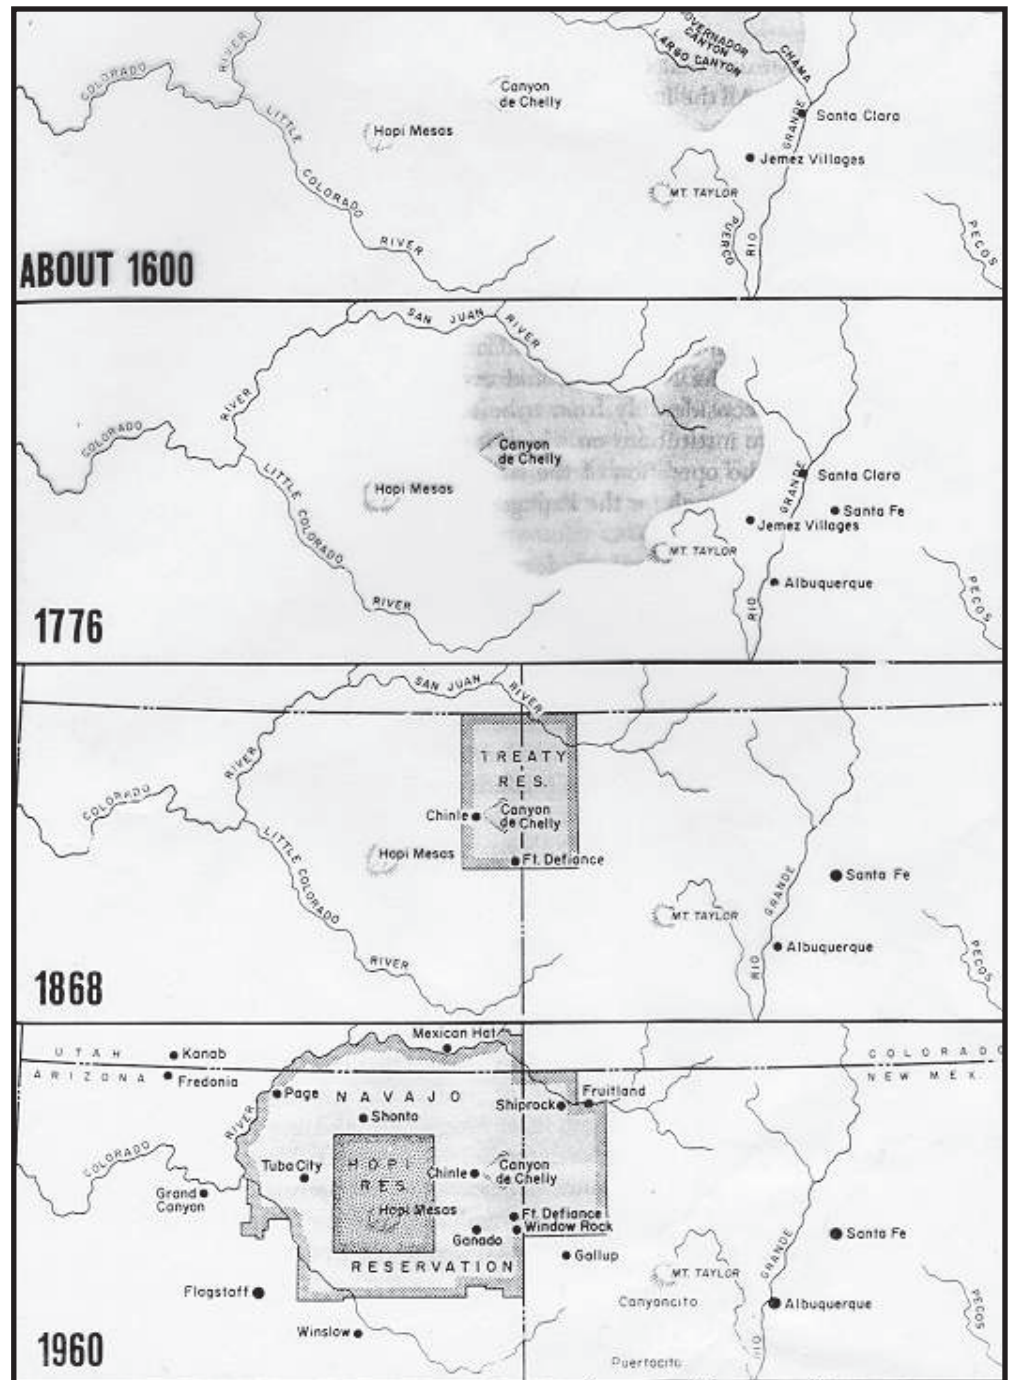 GOVERNADOR
CANYON
LARGO CANYON
CHAMA
RIVER
COLORADO
Canyon
de Chelly
LITTLE
GRANDE
Santa Clara
Hopi Mesas
Jemez Villages
COLORADO
MT. TAYLOR
RIVER
PUERCO
RIO
PECOS
ABOUT 1600
SAN JUAN RIVER
RIVER
COLORADO
Canyon
de Chelly
LITTLE COLORADO
GRANDE
Santa Clara
Hopi Mesas
Santa Fe
Jemez Villages
MT. TAYLOR
Albuquerque
RIVER
RIO
PECOS
1776
SAN JUAN RIVER
RIVER
TREATY
RES.
COLORADO
Chinle
Canyon
de Chelly
LITTLE COLORADO
Hopi Mesas
Ft. Defiance
GRANDE
Santa Fe
MT. TAYLOR
Albuquerque
RIVER
RIO
PECOS
1868
Mexican Hat
UTAH
Kanab
COLORADO
ARIZONA
Fredonia
NEW MEX.
Page
NAVAJO
Fruitland
Shiprock
Shonto
RIVER
COLORADO
Tuba City
HOPI
RES.
Chinle
Canyon
de Chelly
Grand
Canyon
Hopi Mesas
Ft. Defiance
Window Rock
Ganado
GRANDE
Santa Fe
Gallup
RESERVATION
MT. TAYLOR
Flagstaff
Canyoncito
Albuquerque
PECOS
Winslow
RIO
1960
Puertocito